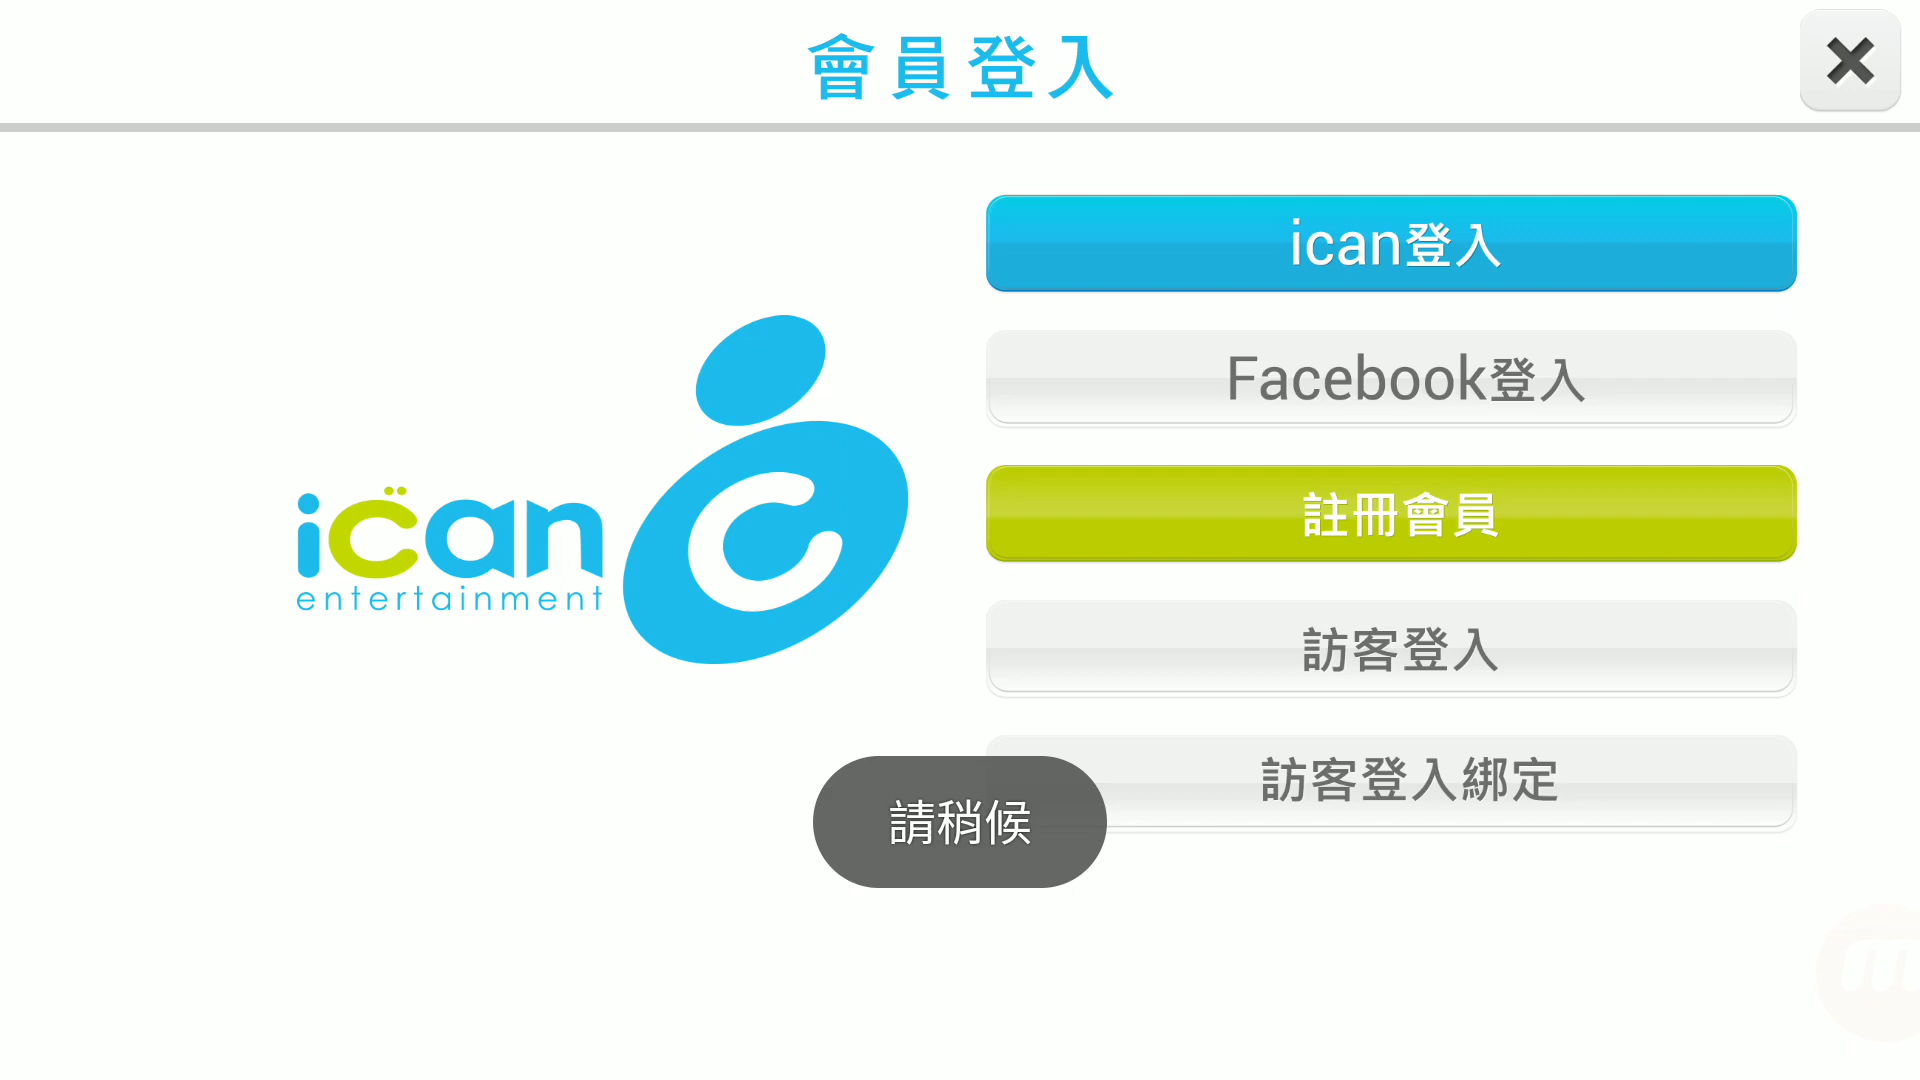 會員登入
ican登入
Facebook登入
註冊會員
ican
entertainment
訪客登入
訪客登入綁定
請稍候